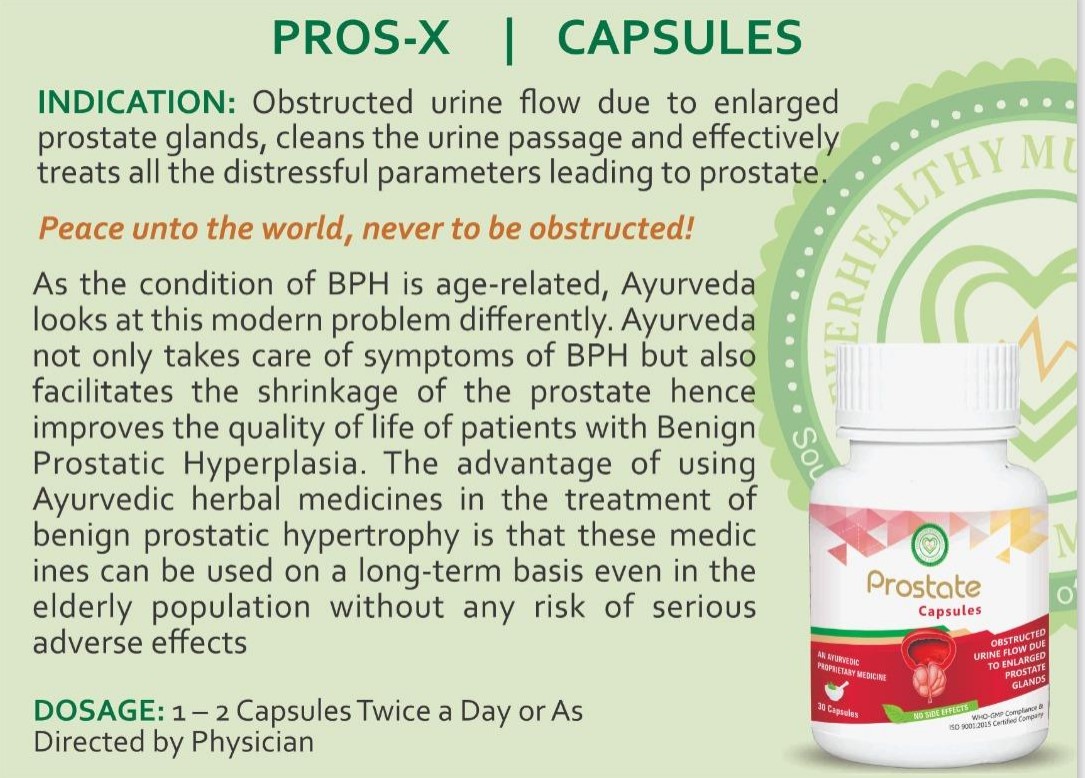 PROS-X | CAPSULES
INDICATION: Obstructed urine flow due to enlarged
prostate glands, cleans the urine passage and effectively
treats all the distressful parameters leading to prostate.
Peace unto the world, never to be obstructed!
As the condition of BPH is age-related, Ayurveda
looks at this modern problem differently. Ayurveda
not only takes care of symptoms of BPH but also
facilitates the shrinkage of the prostate hence
improves the quality of life of patients with Benign
Prostatic Hyperplasia. The advantage of using
Ayurvedic herbal medicines in the treatment of
benign prostatic hypertrophy is that these medic
ines can be used on a long-term basis even in the
elderly population without any risk of serious
adverse effects
DOSAGE: 1 – 2 Capsules Twice a Day or As
Directed by Physician
Prostate
Capsules
AN AYURVEDIC
PROPRIETARY MEDICINE
30 Capsules
OBSTRUCTED
URINE FLOW DUE
TO ENLARGED
PROSTATE
GLANDS
NO SIDE EFFECTS
WHO-GMP Compliance &
ISO 9001:2015 Certified Company